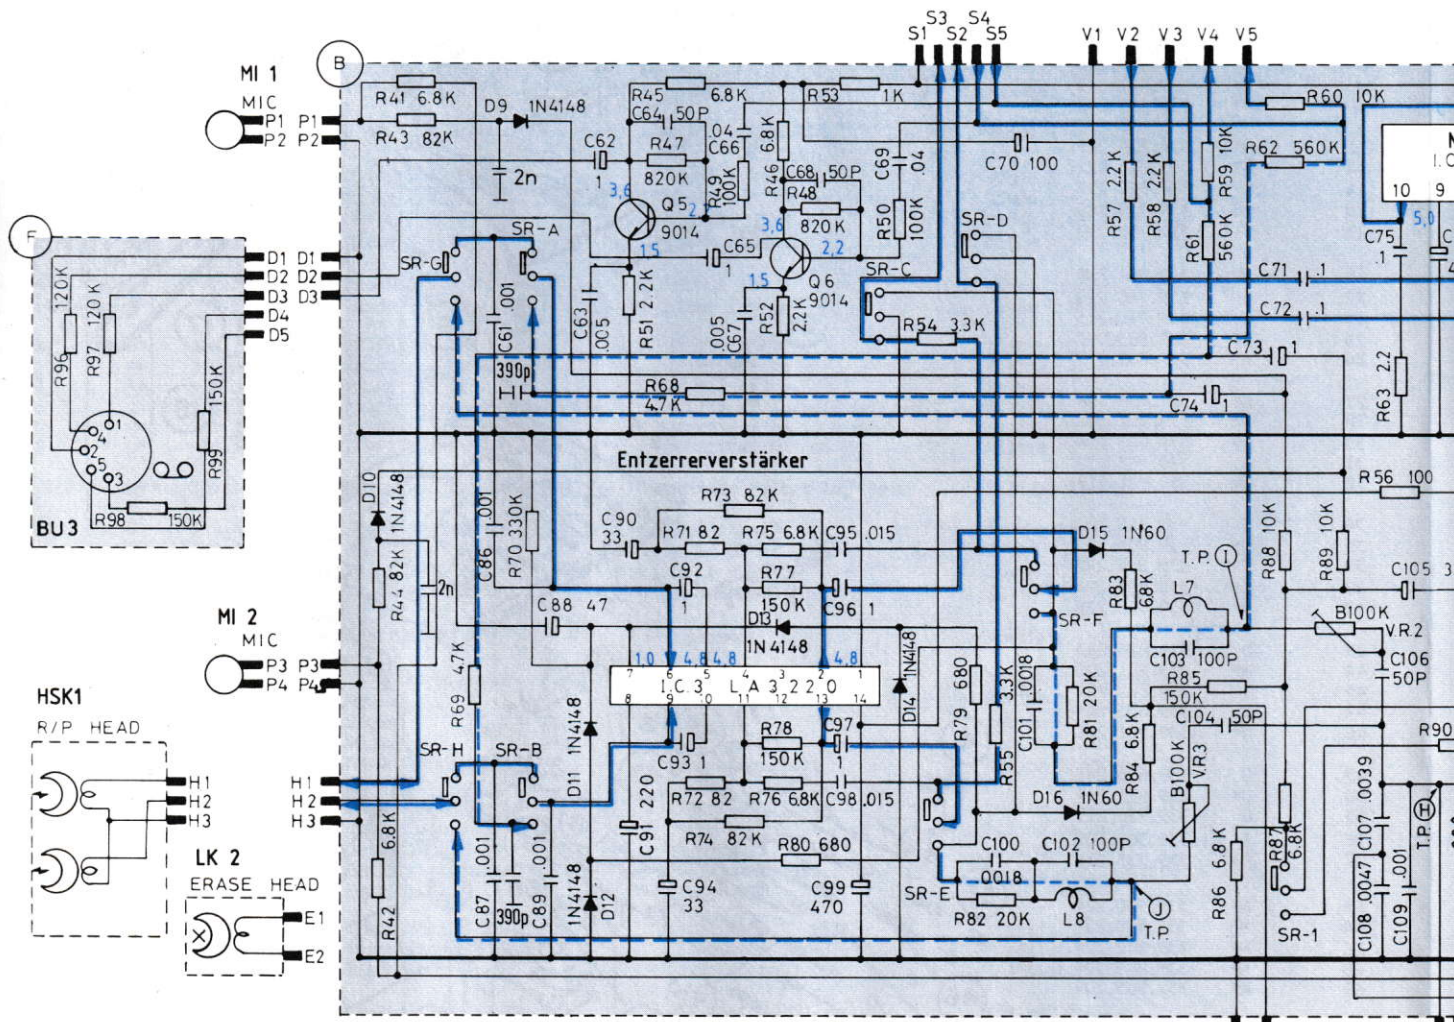 S3 S4
S1 S2 S5 V1 V2 V3 V4 V5
B
MI 1
MIC
P1 P1
P2 P2
R41 6.8K
R43 82K
D9 1N4148
2n
C62
1
R45 6.8K
C64 50P
R47
820K
.04
C66
R49
100K
R46 6.8K
3,6
Q5
9014
2,2
1,5
C68 50P
R48
820K
3,6
Q6
9014
2,2
1,5
R53 1K
C69 .04
R50 100K
C70 100
R57 2.2K
R58 2.2K
R59 10K
R60 10K
R62 560K
R61 560K
I.C
10 9
5,0
C75
.1
F
D1 D1
D2 D2
D3 D3
D4
D5
120K
120K
R96
R97
150K
R99
1
4
2
5
3
R98 150K
BU3
SR-G
SR-A
C61 .001
390p
C63 .005
R51 2.2K
C65
1
C67 .005
R52 2.2K
SR-C
SR-D
R54 3.3K
C71 .1
C72 .1
C73 1
C74 1
R63 2.2
R68
4.7K
Entzerrerverstärker
D10 1N4148
R44 82K
2n
C86 .001
R70 330K
C90
33
R73 82K
R71 82
R75 6.8K
C95 .015
C92
1
R77
150K
C96 1
C88 47
D13
1N4148
D15 1N60
SR-F
R83 6.8K
T.P. I
L7
C103 100P
R88 10K
R89 10K
R56 100
C105 3
B100K
V.R.2
C106
50P
MI 2
MIC
P3 P3
P4 P4
HSK1
R/P HEAD
H1 H1
H2 H2
H3 H3
LK 2
ERASE HEAD
E1
E2
R69 4.7K
1,0 4,8 4,8 4,8
7 6 5 4 3 2 1
I.C.3 LA3220
8 9 10 11 12 13 14
1N4148
D14
R79 680
R55 3.3K
C101 .0018
R81 20K
R85
150K
C104 50P
R84 6.8K
B100K
V.R3
SR-H
SR-B
D11 1N4148
C93 1
R78
150K
C97
1
R72 82
R76 6.8K
C98 .015
R74 82K
C91 220
R80 680
D16 1N60
R42 6.8K
C87 .001
390p
C89 .001
1N4148
D12
C94
33
C99
470
SR-E
C100
.0018
C102 100P
R82 20K
L8
J
T.P.
R86 6.8K
R87 6.8K
SR-1
C107 .0039
C108 .0047
C109 .001
T.P. H
R90